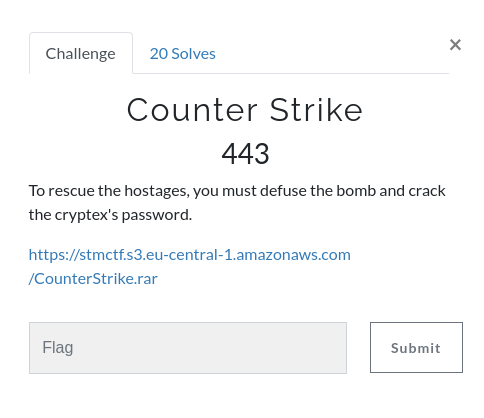 Challenge
20 Solves
×
Counter Strike
443
To rescue the hostages, you must defuse the bomb and crack
the cryptex's password.
https://stmctf.s3.eu-central-1.amazonaws.com
/CounterStrike.rar
Flag
Submit